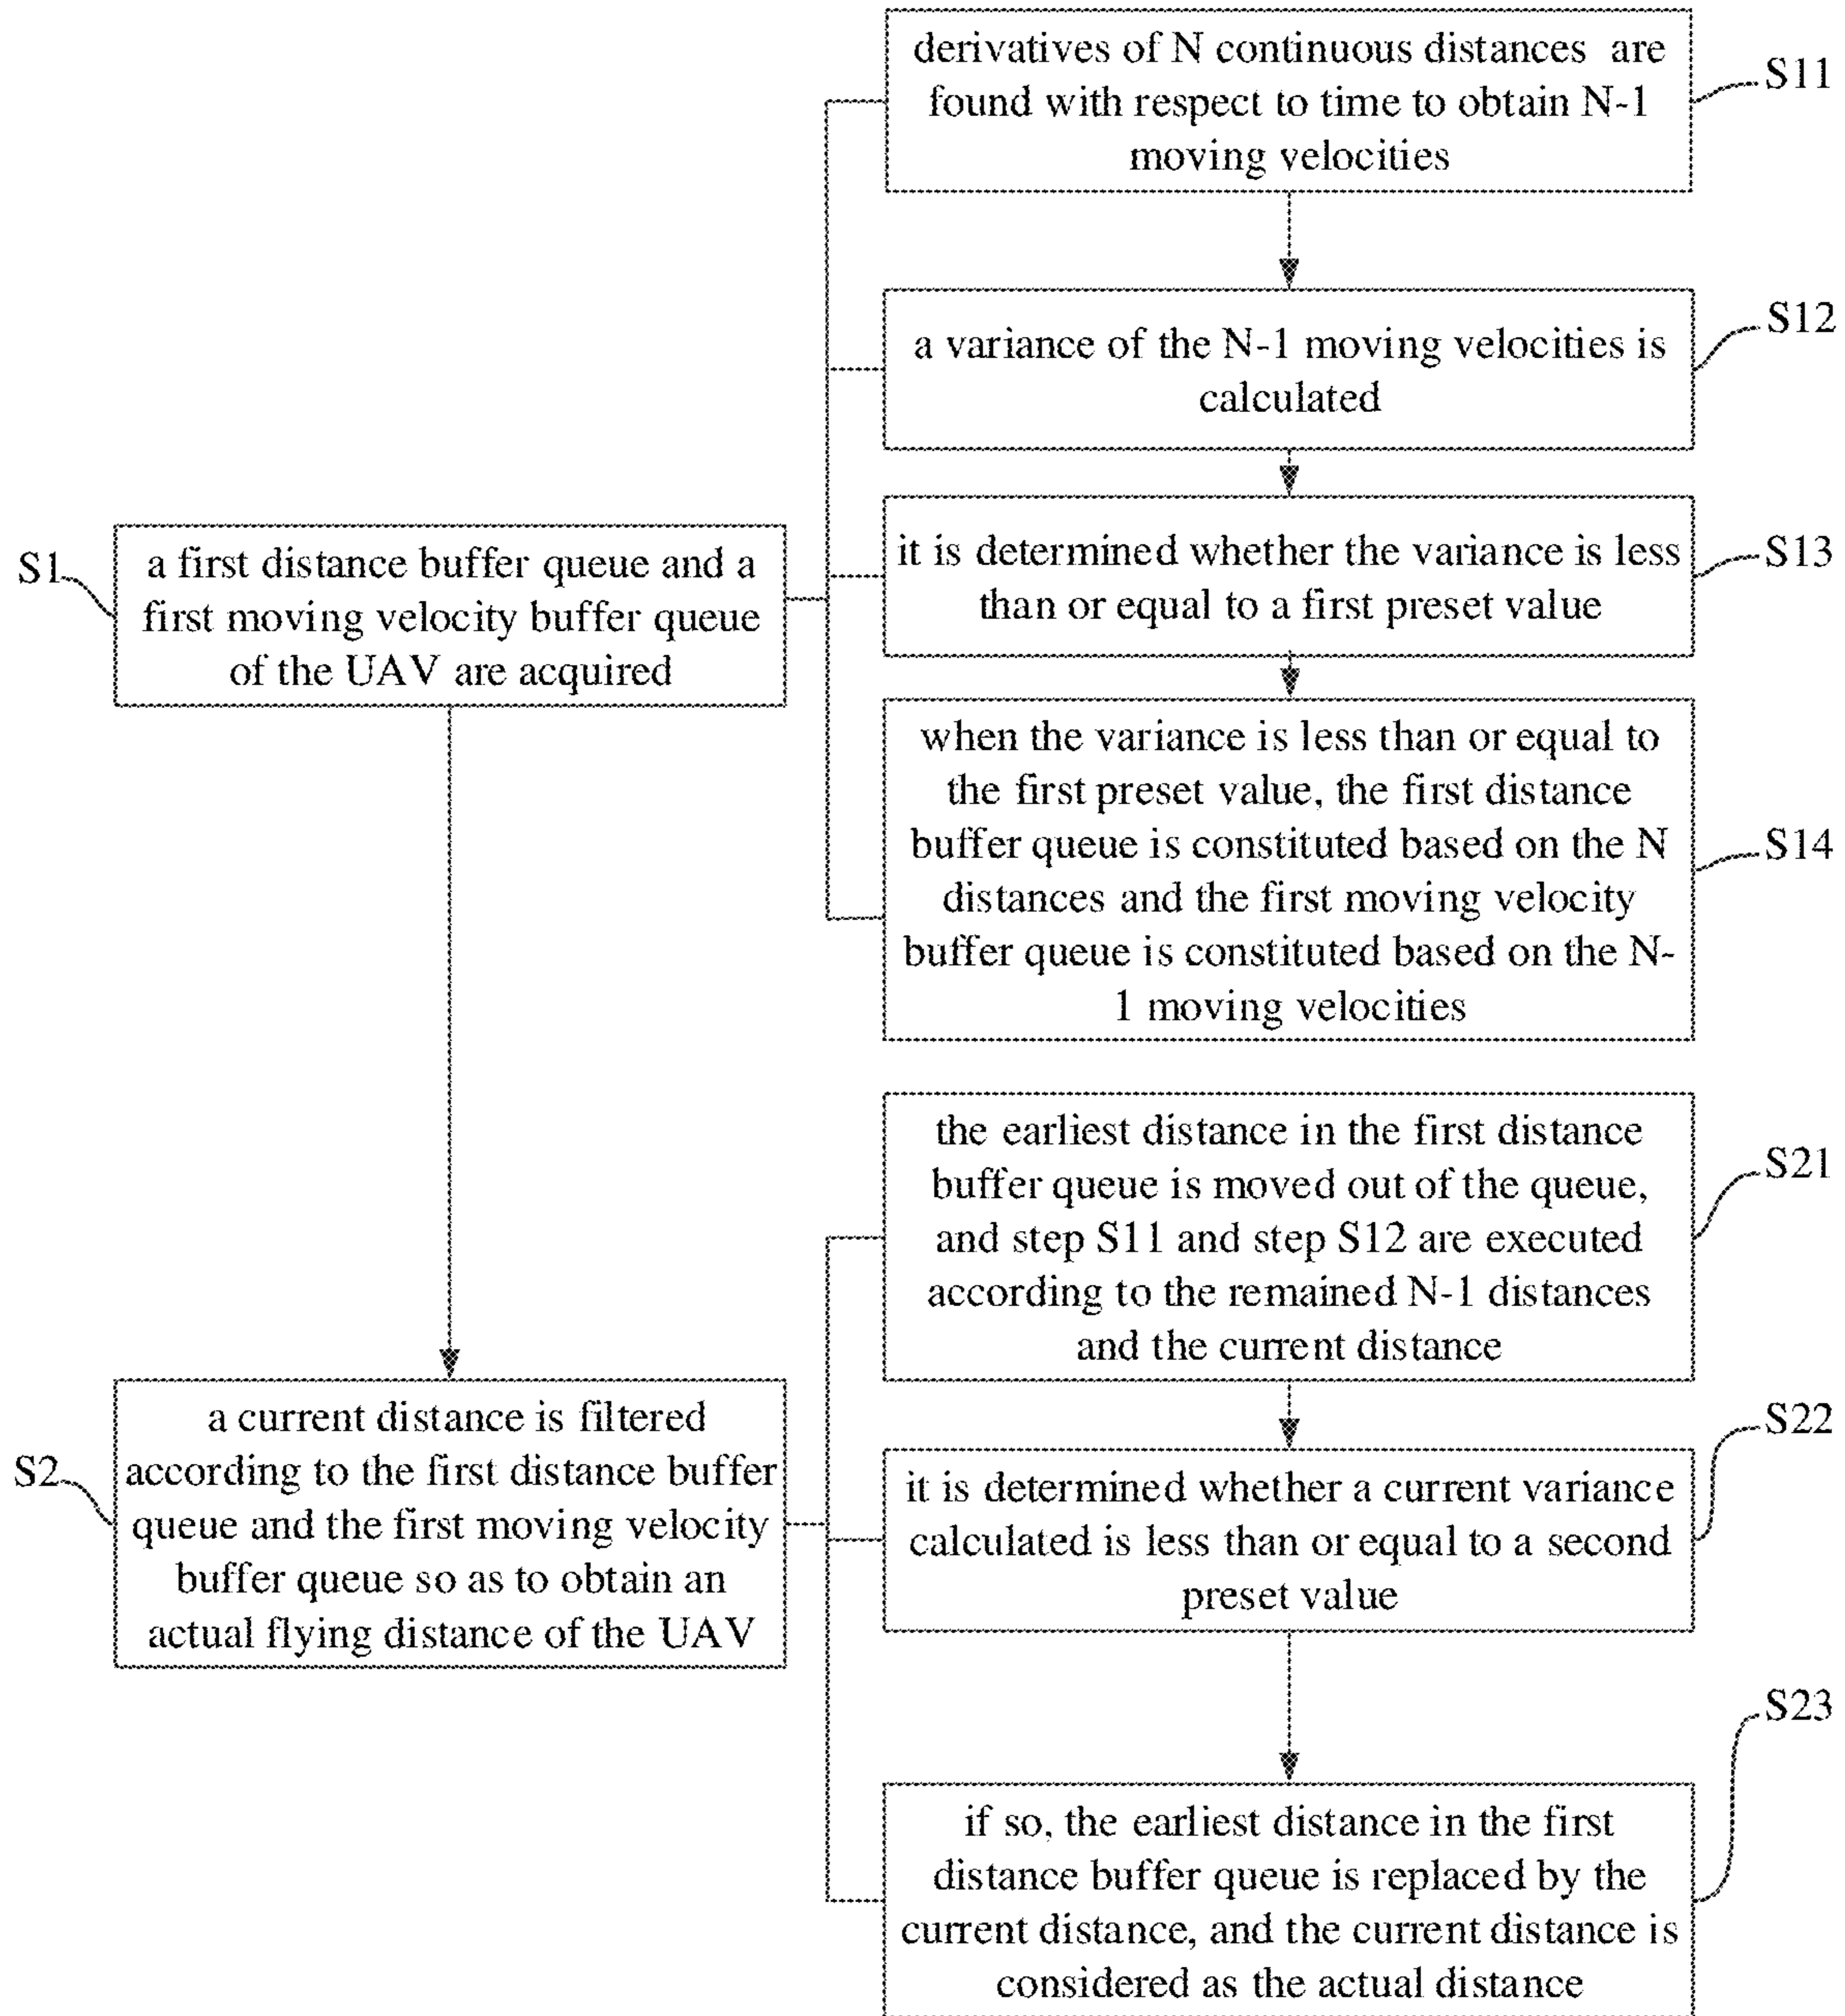 derivatives of N continuous distances are
found with respect to time to obtain N-1
moving velocities
S11
a variance of the N-1 moving velocities is
calculated
S12
it is determined whether the variance is less
than or equal to a first preset value
S13
S1
a first distance buffer queue and a
first moving velocity buffer queue
of the UAV are acquired
when the variance is less than or equal to
the first preset value, the first distance
buffer queue is constituted based on the N
distances and the first moving velocity
buffer queue is constituted based on the N-
1 moving velocities
S14
the earliest distance in the first distance
buffer queue is moved out of the queue,
and step S11 and step S12 are executed
according to the remained N-1 distances
and the current distance
S21
S2
a current distance is filtered
according to the first distance buffer
queue and the first moving velocity
buffer queue so as to obtain an
actual flying distance of the UAV
it is determined whether a current variance
calculated is less than or equal to a second
preset value
S22
if so, the earliest distance in the first
distance buffer queue is replaced by the
current distance, and the current distance is
considered as the actual distance
S23